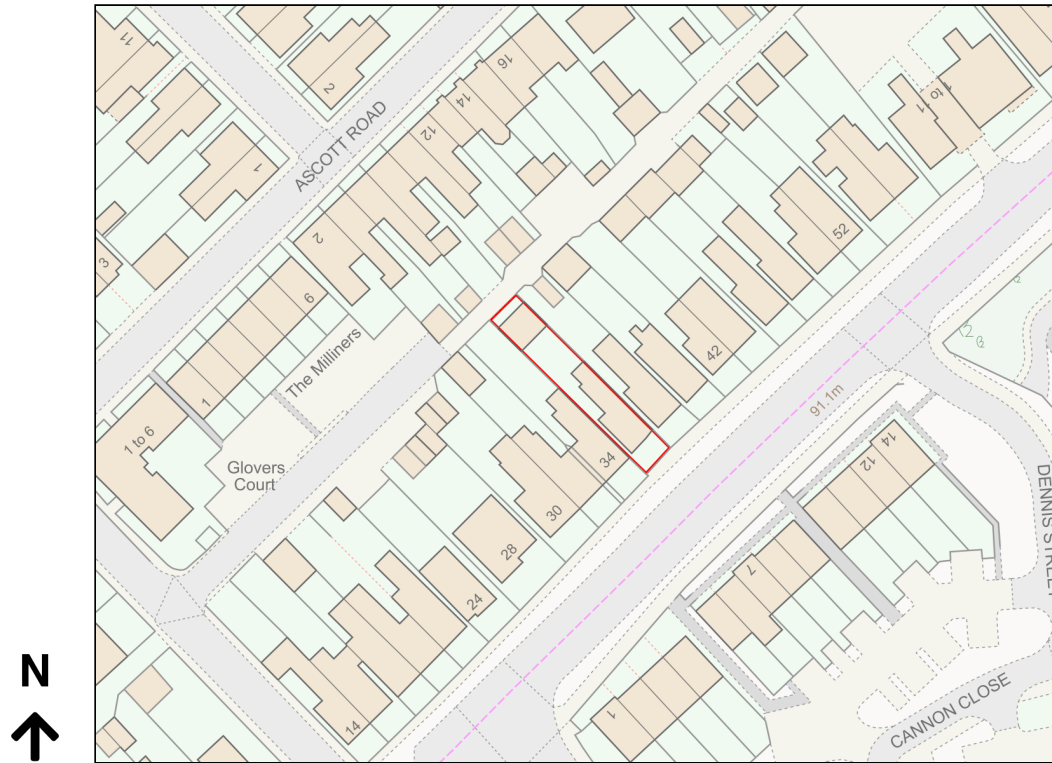 11
2
16
14
12
ASCOTT ROAD
1
1 to 11
2
52
3
6
The Milliners
42
91.1m
1
1 to 6
Glovers
Court
34
14
12
30
28
7
DENNIS STREET
24
1
14
CANNON CLOSE
N